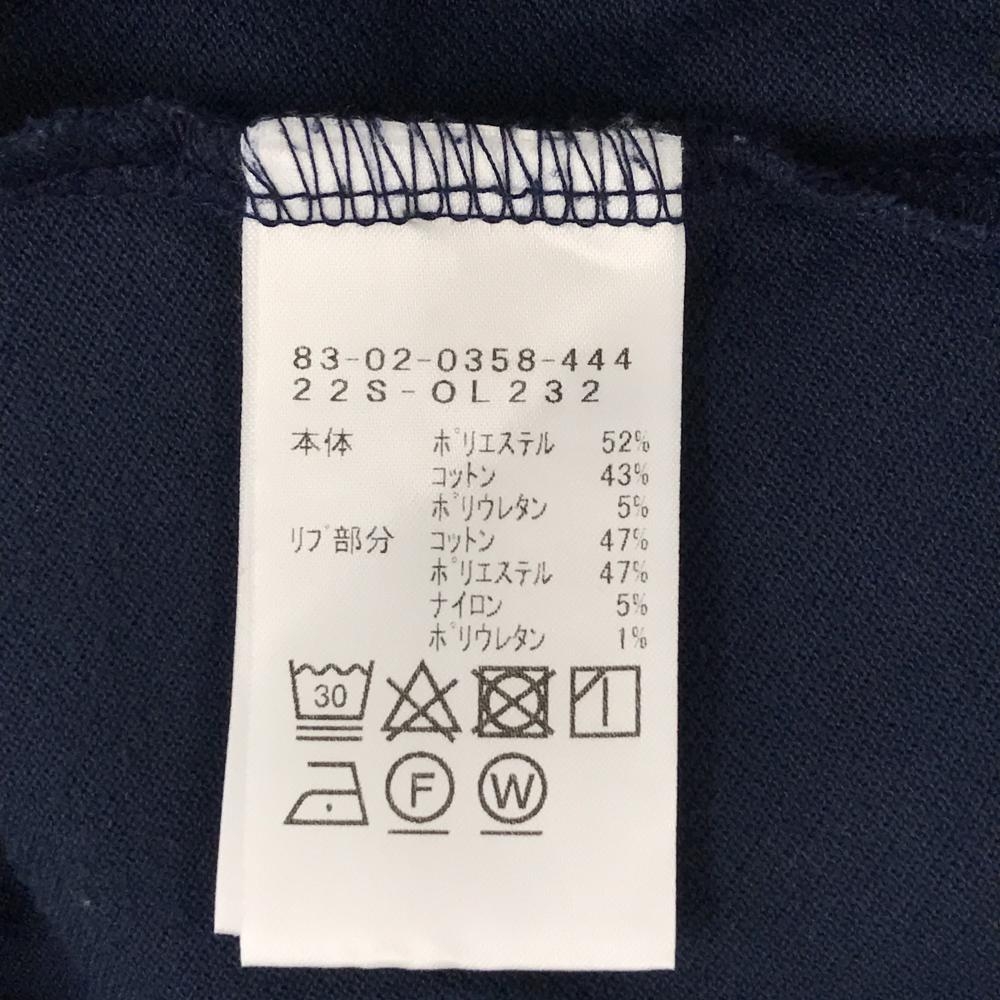 83-02-0358-444
22S-OL232
本体 ポリエステル 52%
コットン 43%
ポリウレタン 5%
リブ部分 コットン 47%
ポリエステル 47%
ナイロン 5%
ポリウレタン 1%
30
F W